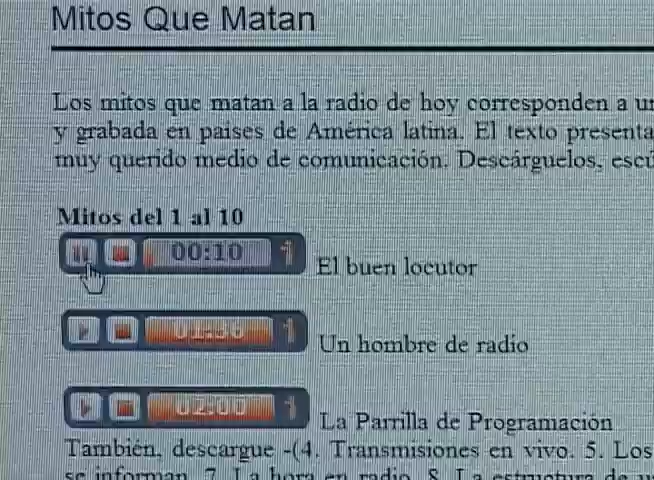 Mitos Que Matan
Los mitos que matan a la radio de hoy corresponden a
y grabada en países de América latina. El texto presenta
muy querido medio de comunicación. Descárguelos,
Mitos del 1 al 10
00:10 El buen locutor
01:36 Un hombre de radio
02:00 La Parrilla de Programación
También, descargue -(4. Transmisiones en vivo. 5. Los
se informan. 7. La hora en radio. 8. La estructura de